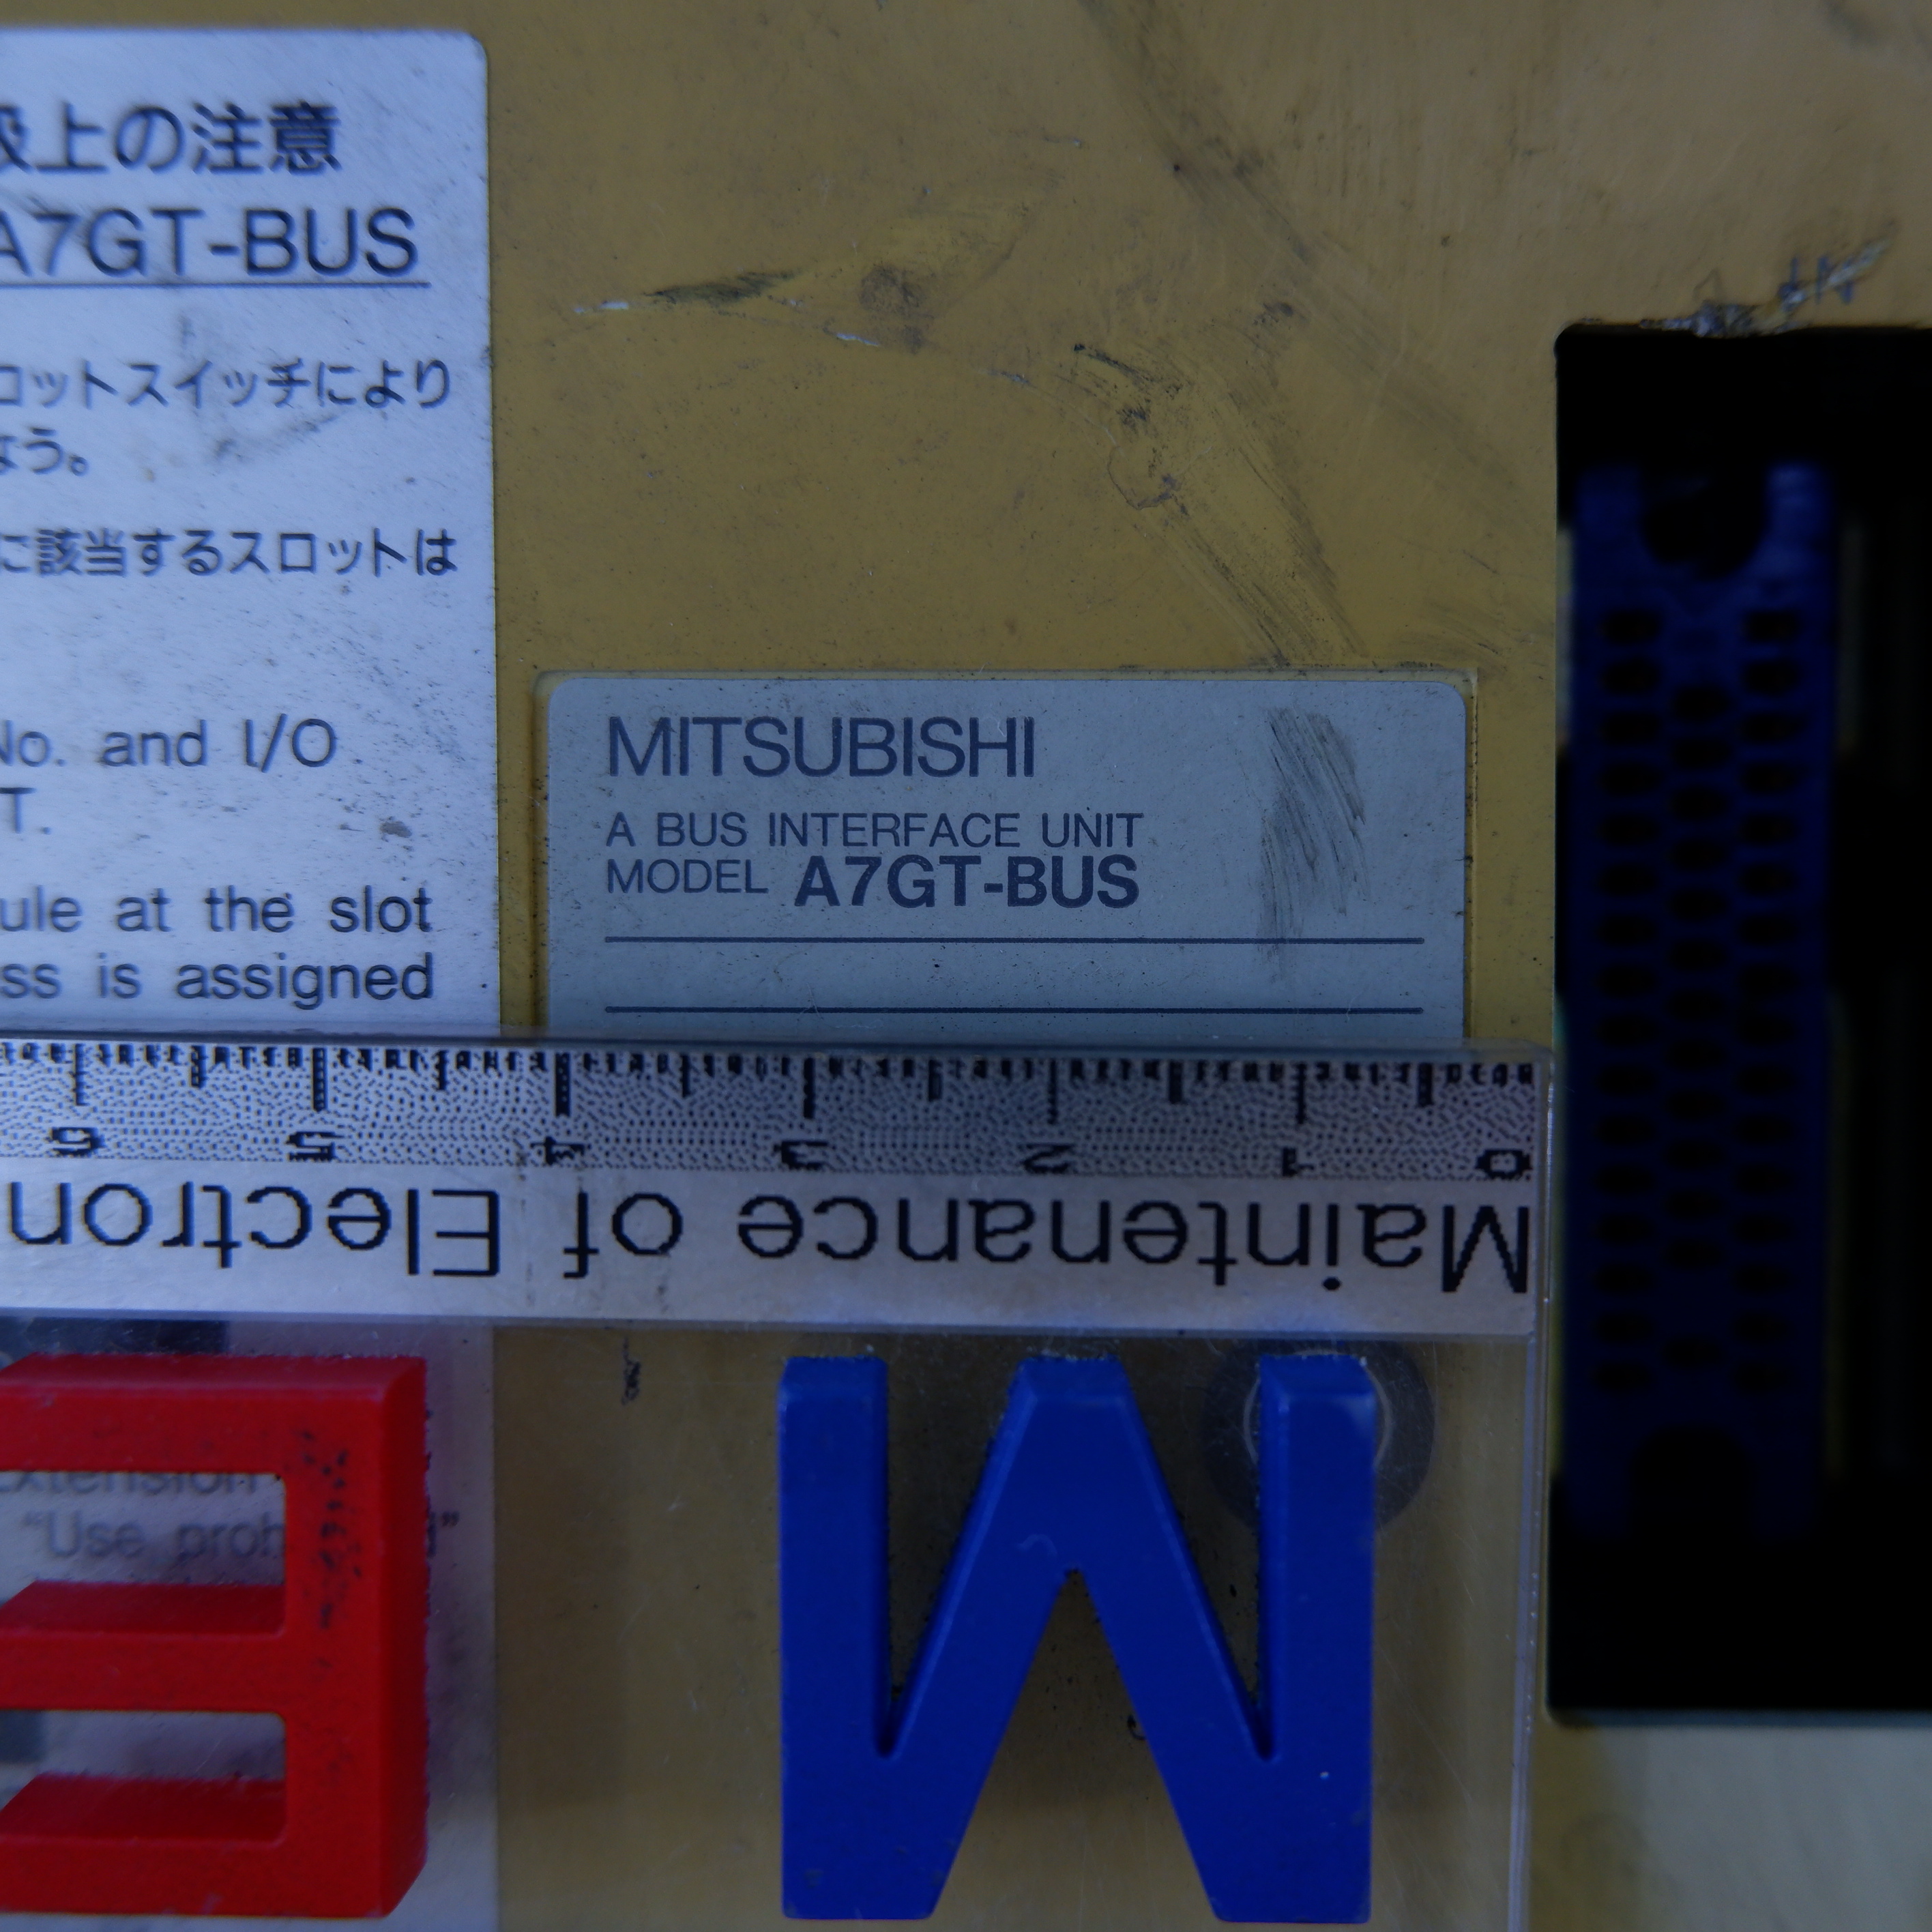 上の注意
A7GT-BUS
ロットスイッチにより
なう。
に該当するスロットは
No. and I/O
T.
ule at the slot
ss is assigned
MITSUBISHI
A BUS INTERFACE UNIT
MODEL A7GT-BUS
6 5 4 3 2 1 0
Maintenance of Electron
Extension
"Use proh d"
E M